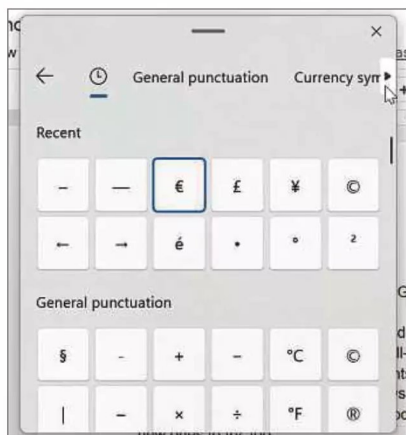 General punctuation Currency sym
Recent
– — € £ ¥ ©
← → é • ° ²
General punctuation
§ - + − °C ©
| – × ÷ °F ®